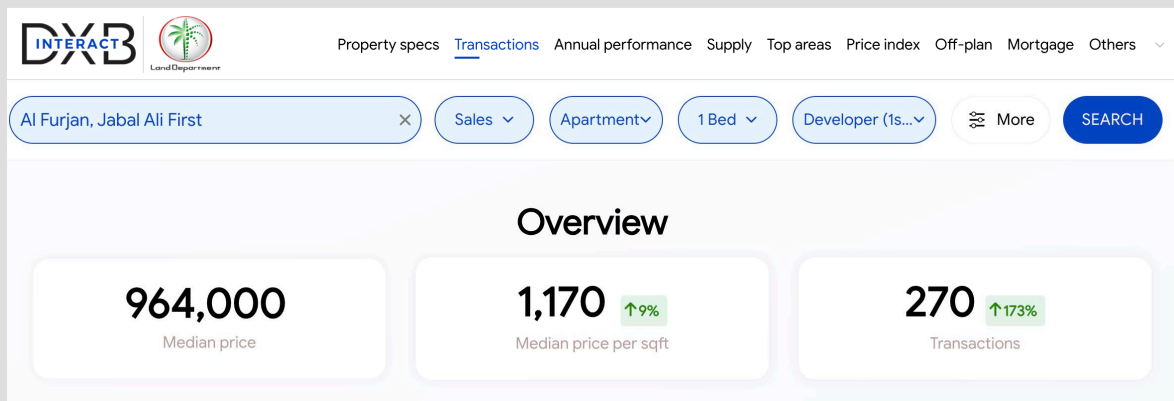 DXB
INTERACT
Land Department
Property specs Transactions Annual performance Supply Top areas Price index Off-plan Mortgage Others
Al Furjan, Jabal Ali First × Sales Apartment 1 Bed Developer (1s... More SEARCH
Overview
964,000 1,170 ↑9% 270 ↑173%
Median price Median price per sqft Transactions